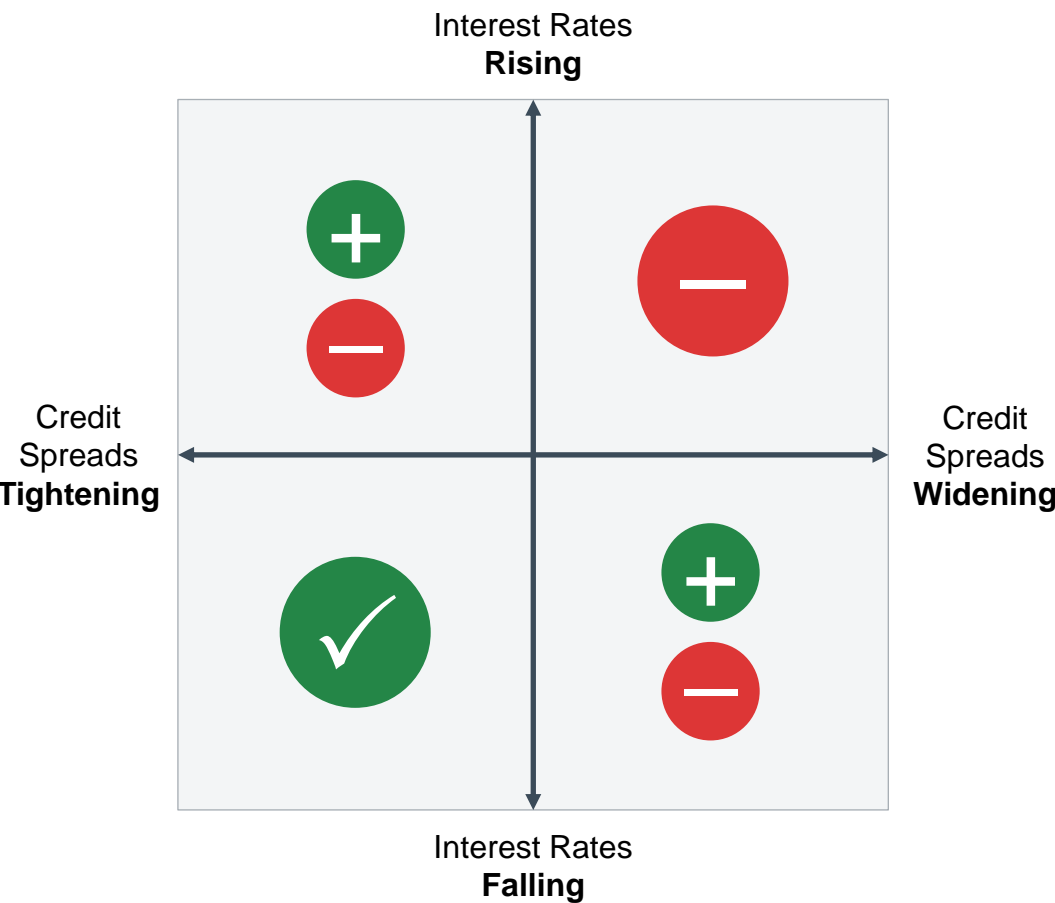 Interest Rates
Rising
+
−
−
Credit
Spreads
Tightening
Credit
Spreads
Widening
✓
+
−
Interest Rates
Falling